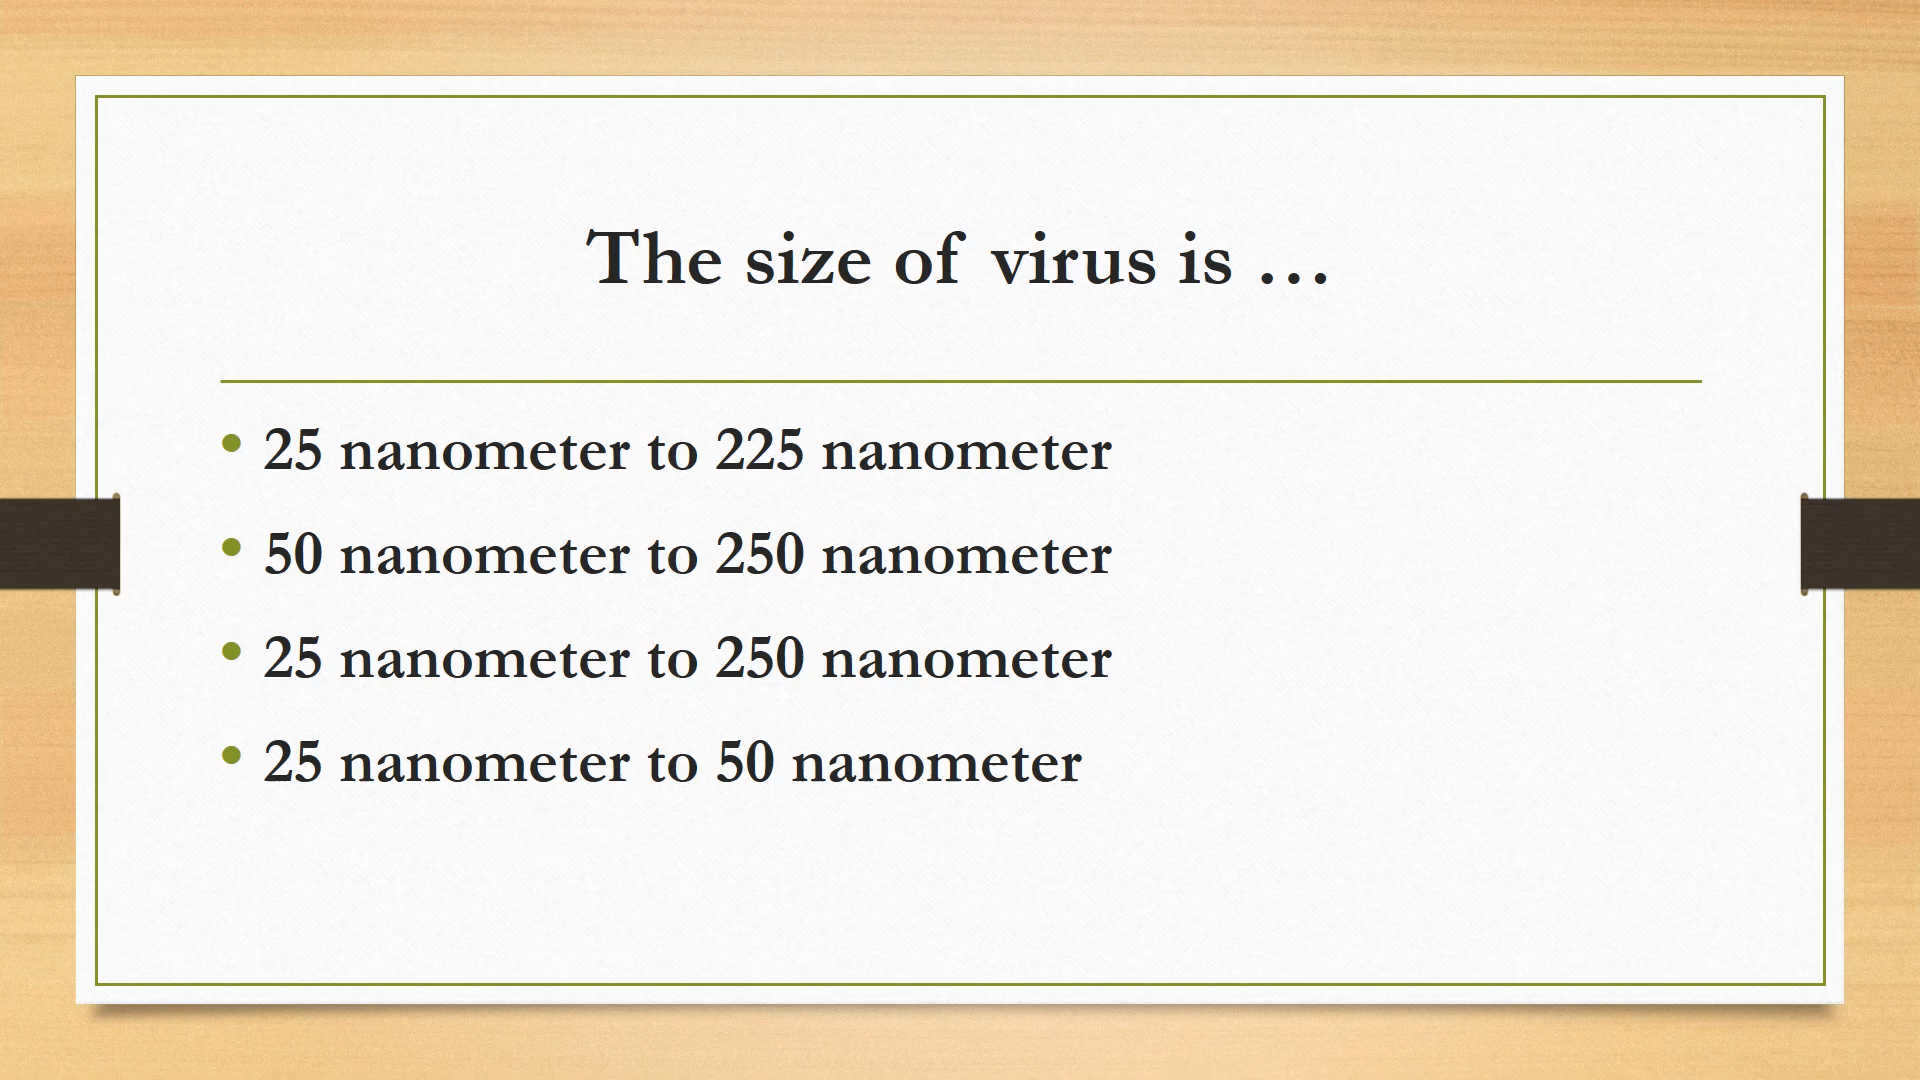 The size of virus is …
• 25 nanometer to 225 nanometer
• 50 nanometer to 250 nanometer
• 25 nanometer to 250 nanometer
• 25 nanometer to 50 nanometer